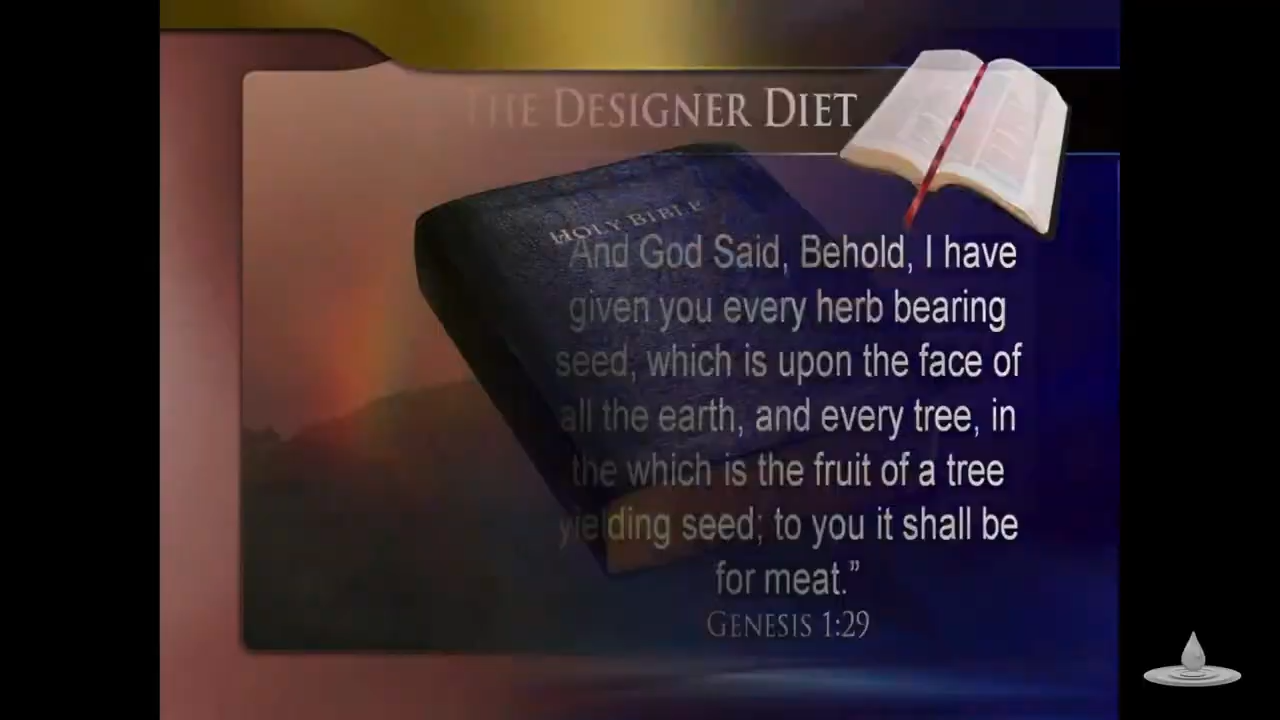 THE DESIGNER DIET
HOLY BIBLE
And God Said, Behold, I have
given you every herb bearing
seed, which is upon the face of
all the earth, and every tree, in
the which is the fruit of a tree
yielding seed; to you it shall be
for meat.”
GENESIS 1:29